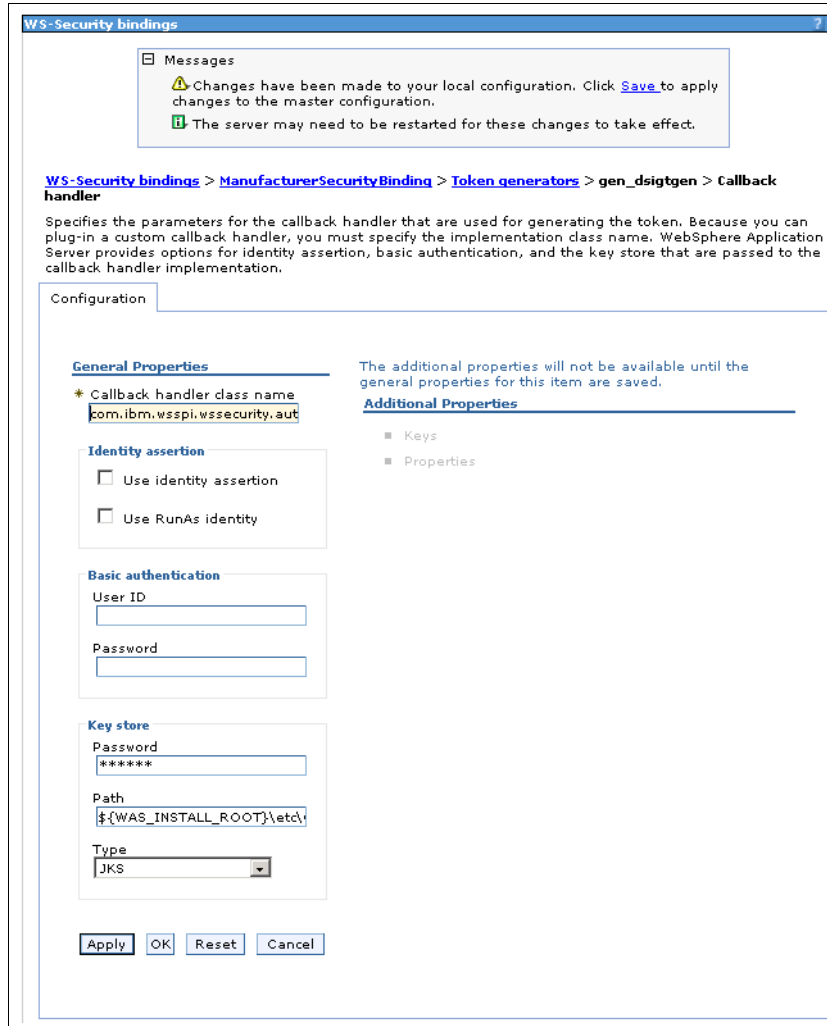 WS-Security bindings ?
Messages
Changes have been made to your local configuration. Click Save to apply
changes to the master configuration.
The server may need to be restarted for these changes to take effect.
WS-Security bindings > ManufacturerSecurityBinding > Token generators > gen_dsigtgen > Callback
handler
Specifies the parameters for the callback handler that are used for generating the token. Because you can
plug-in a custom callback handler, you must specify the implementation class name. WebSphere Application
Server provides options for identity assertion, basic authentication, and the key store that are passed to the
callback handler implementation.
Configuration
General Properties
* Callback handler class name
com.ibm.wsspi.wssecurity.aut
Identity assertion
Use identity assertion
Use RunAs identity
Basic authentication
User ID
Password
Key store
Password
******
Path
${WAS_INSTALL_ROOT}\etc\
Type
JKS
Apply OK Reset Cancel
The additional properties will not be available until the
general properties for this item are saved.
Additional Properties
Keys
Properties